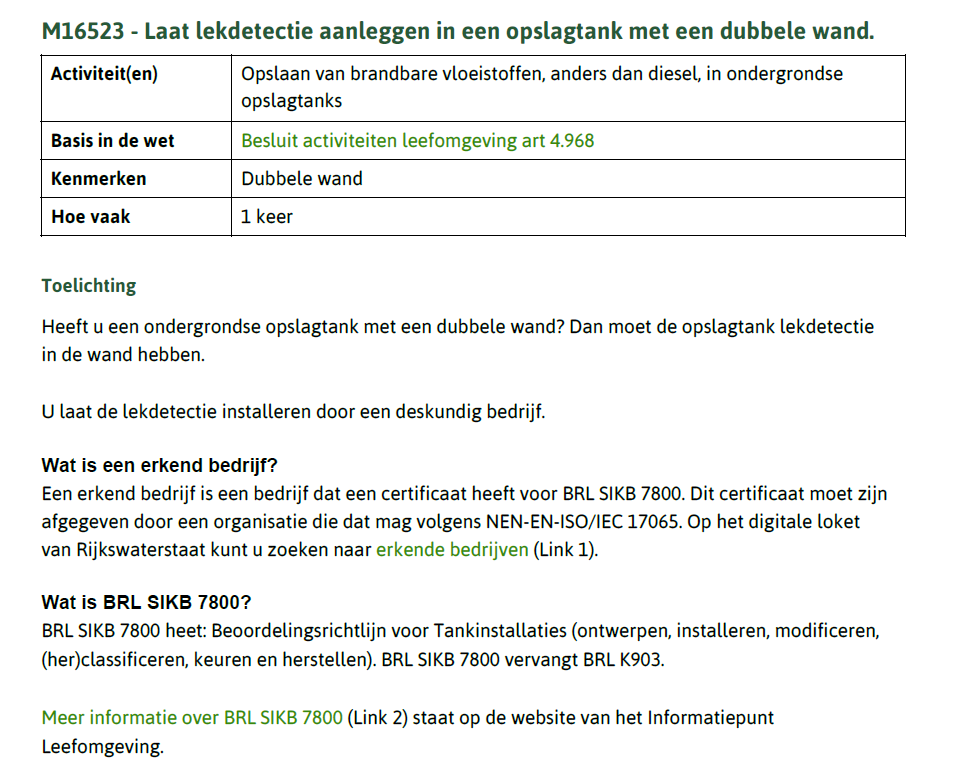 M16523 - Laat lekdetectie aanleggen in een opslagtank met een dubbele wand.
Activiteit(en) Opslaan van brandbare vloeistoffen, anders dan diesel, in ondergrondse
opslagtanks
Basis in de wet Besluit activiteiten leefomgeving art 4.968
Kenmerken Dubbele wand
Hoe vaak 1 keer
Toelichting
Heeft u een ondergrondse opslagtank met een dubbele wand? Dan moet de opslagtank lekdetectie
in de wand hebben.
U laat de lekdetectie installeren door een deskundig bedrijf.
Wat is een erkend bedrijf?
Een erkend bedrijf is een bedrijf dat een certificaat heeft voor BRL SIKB 7800. Dit certificaat moet zijn
afgegeven door een organisatie die dat mag volgens NEN-EN-ISO/IEC 17065. Op het digitale loket
van Rijkswaterstaat kunt u zoeken naar erkende bedrijven (Link 1).
Wat is BRL SIKB 7800?
BRL SIKB 7800 heet: Beoordelingsrichtlijn voor Tankinstallaties (ontwerpen, installeren, modificeren,
(her)classificeren, keuren en herstellen). BRL SIKB 7800 vervangt BRL K903.
Meer informatie over BRL SIKB 7800 (Link 2) staat op de website van het Informatiepunt
Leefomgeving.